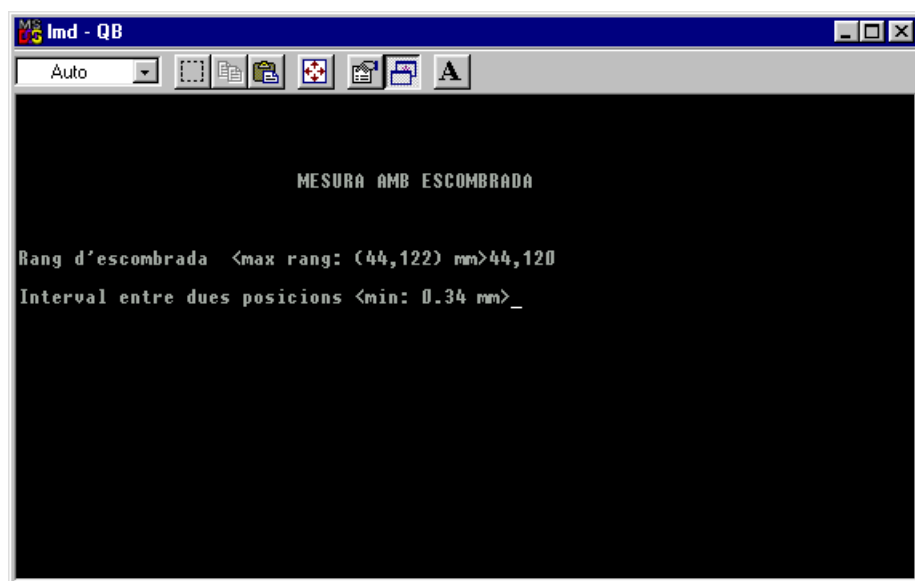 lmd - QB
Auto
A
MESURA AMB ESCOMBRADA
Rang d'escombrada <max rang: (44,122) mm>44,120
Interval entre dues posicions <min: 0.34 mm>_